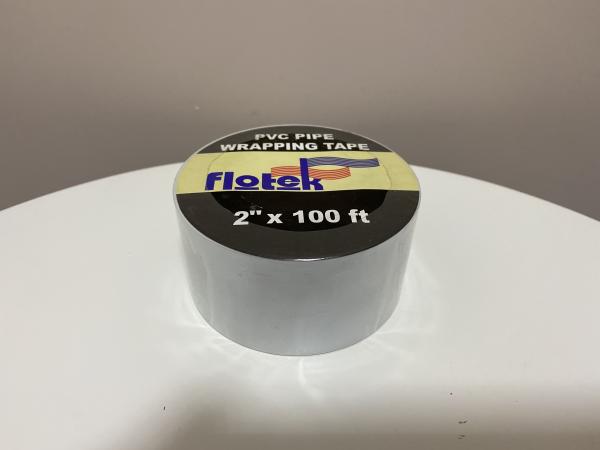 PVC PIPE
WRAPPING TAPE
flotek
2" x 100 ft